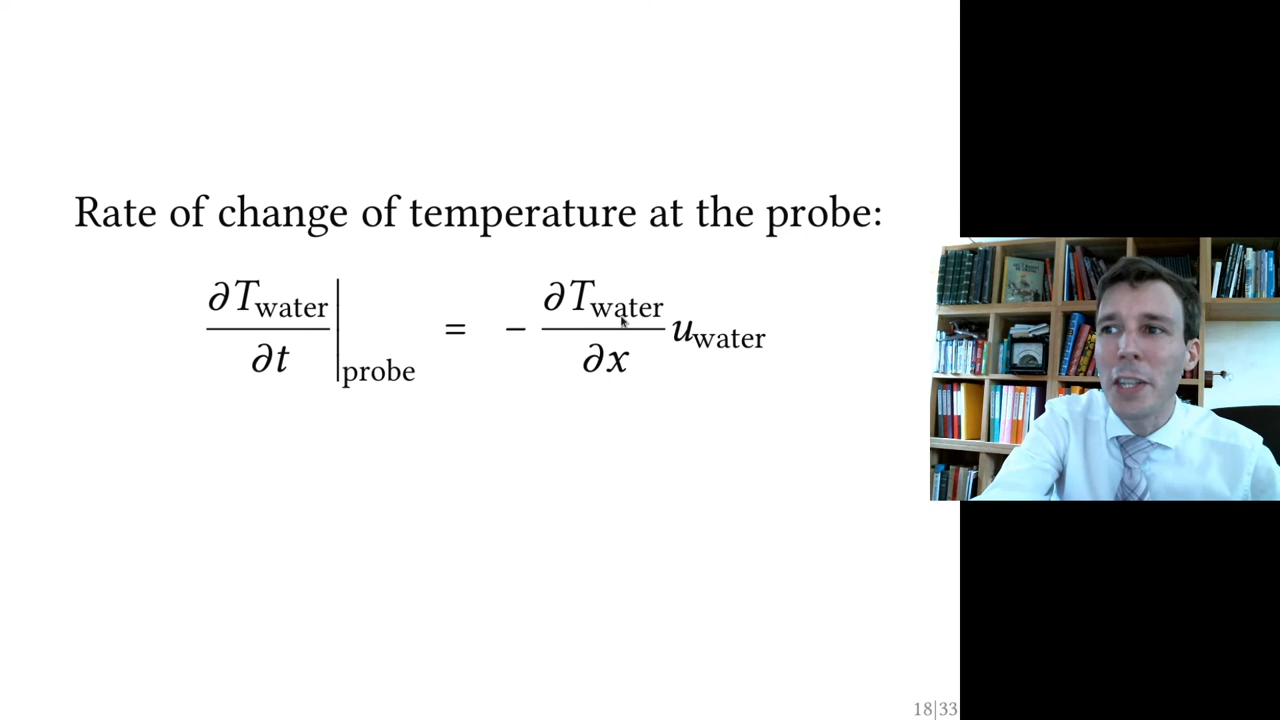 Rate of change of temperature at the probe:
∂T_water/∂t |_probe = − ∂T_water/∂x u_water
18|33